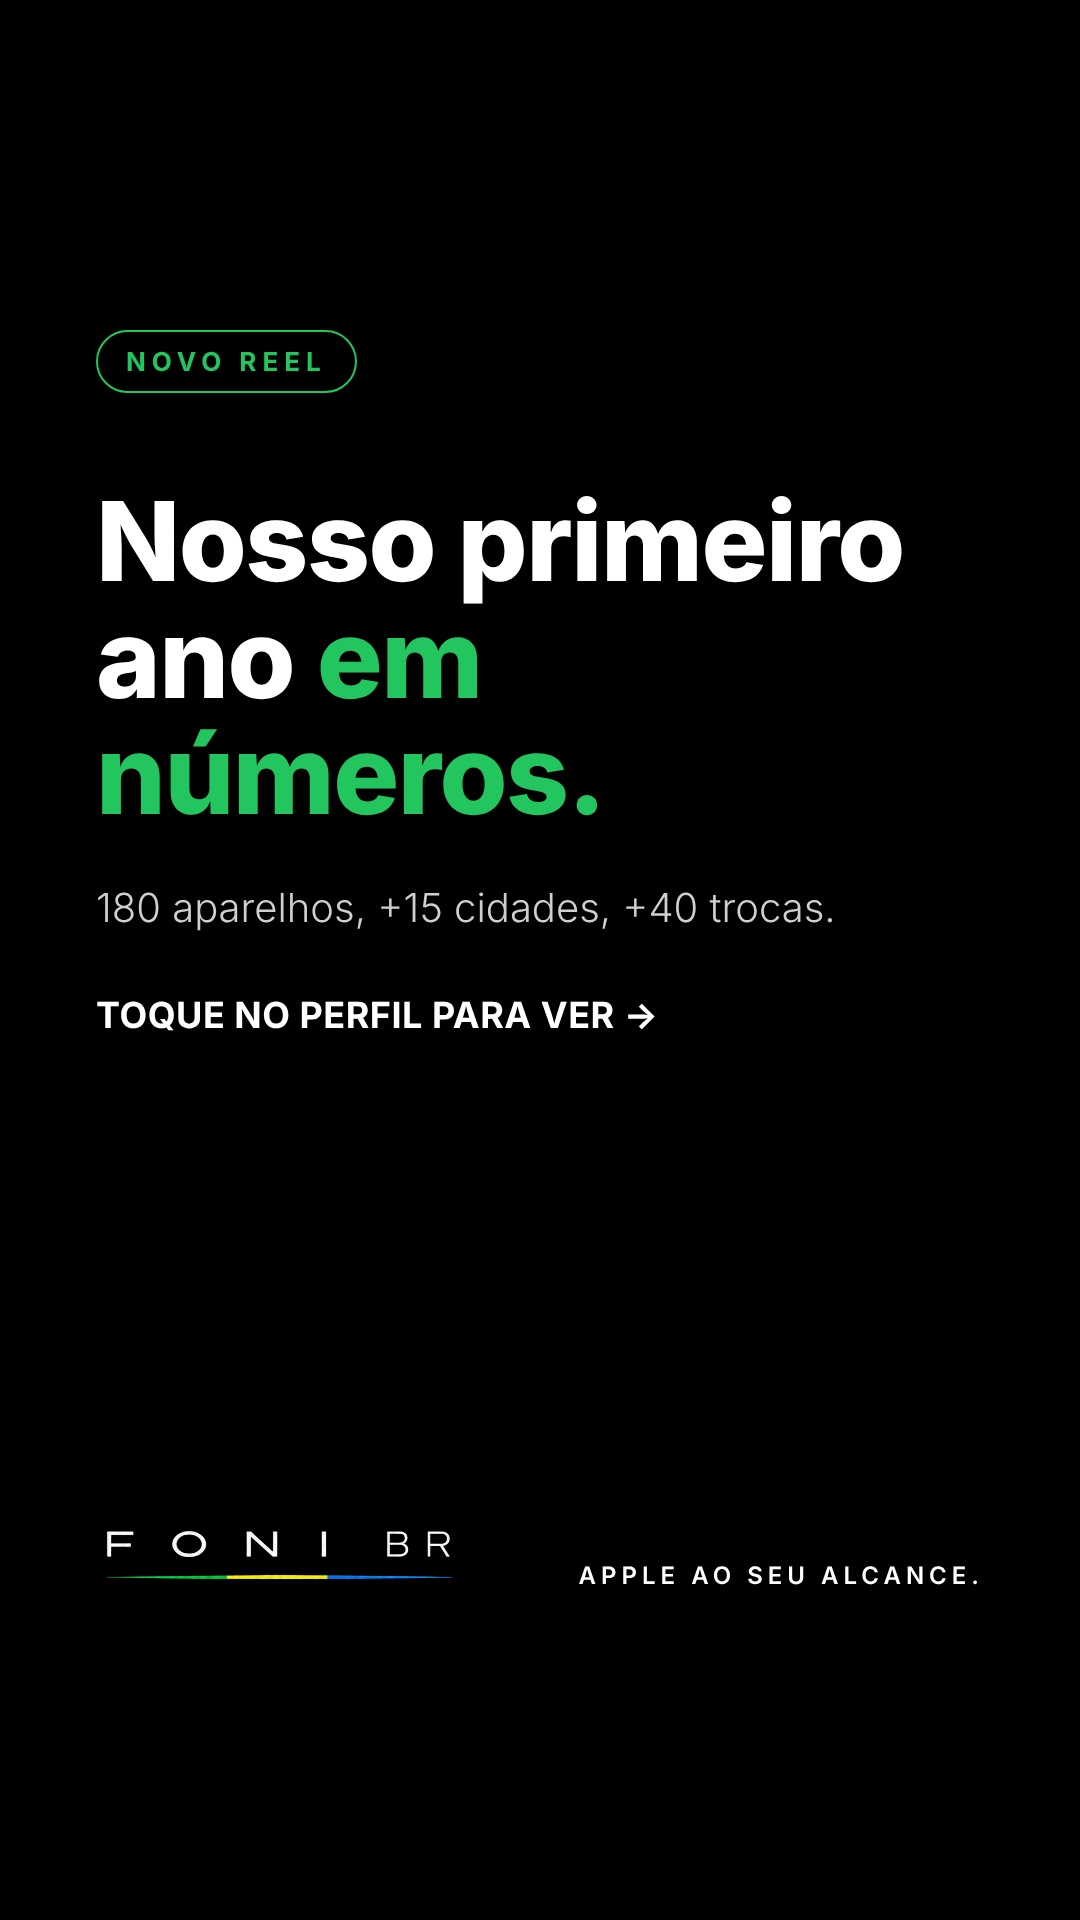 NOVO REEL
Nosso primeiro
ano em
números.
180 aparelhos, +15 cidades, +40 trocas.
TOQUE NO PERFIL PARA VER →
FONI BR
APPLE AO SEU ALCANCE.